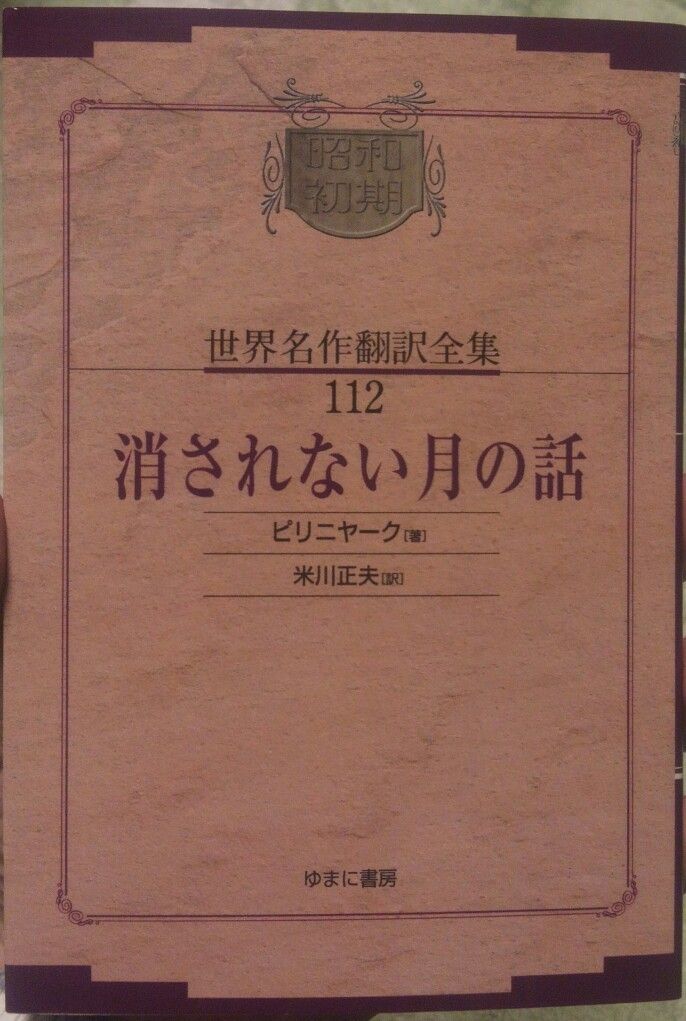 昭和
初期
世界名作翻訳全集
112
消されない月の話
ピリニヤーク[著]
米川正夫[訳]
ゆまに書房